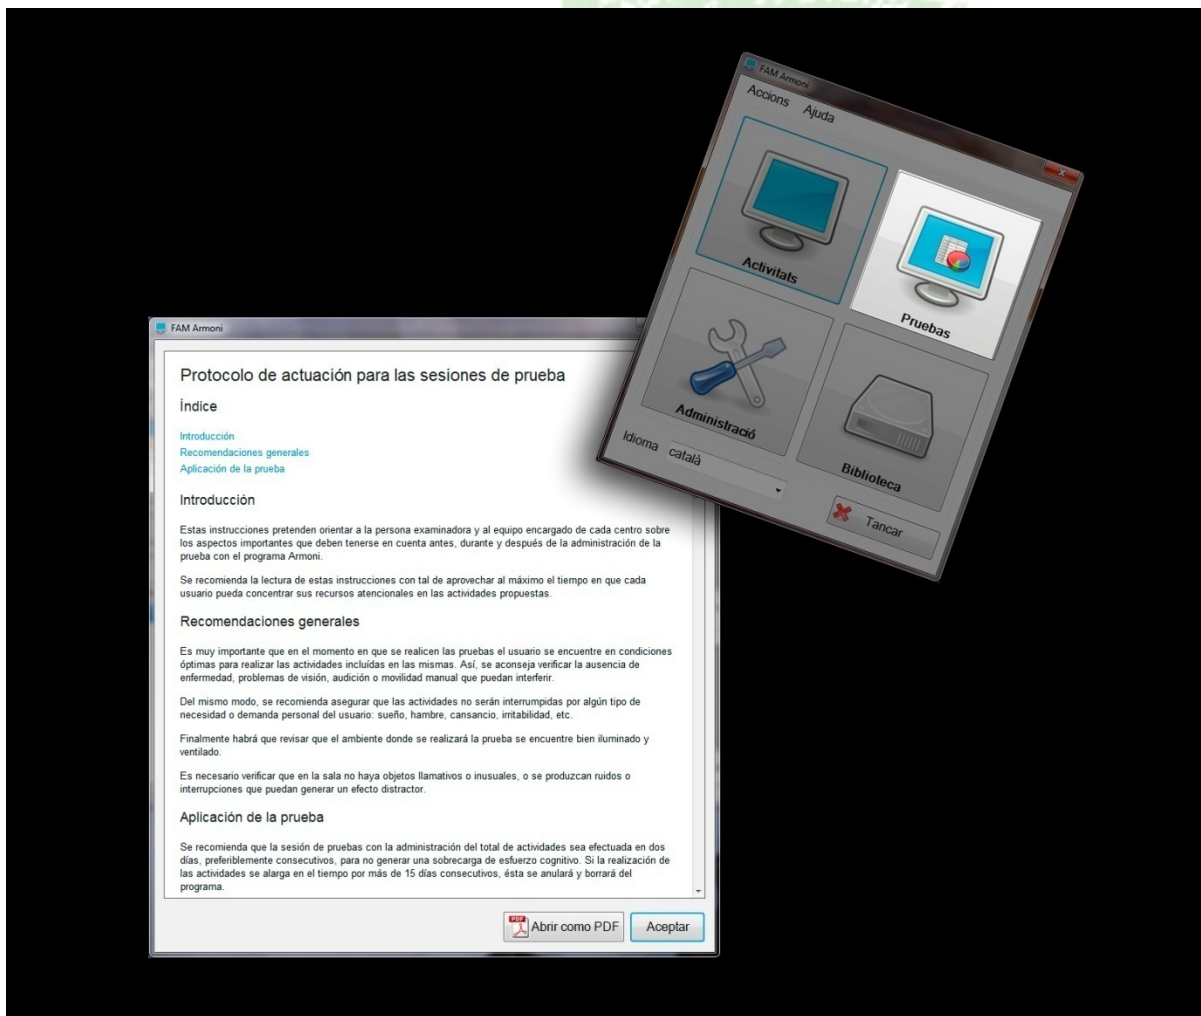 FAM Armoni
Accions Ajuda
Activitats
Pruebas
Administració
Biblioteca
Idioma català
Tancar
FAM Armoni
Protocolo de actuación para las sesiones de prueba
Índice
Introducción
Recomendaciones generales
Aplicación de la prueba
Introducción
Estas instrucciones pretenden orientar a la persona examinadora y al equipo encargado de cada centro sobre
los aspectos importantes que deben tenerse en cuenta antes, durante y después de la administración de la
prueba con el programa Armoni.
Se recomienda la lectura de estas instrucciones con tal de aprovechar al máximo el tiempo en que cada
usuario pueda concentrar sus recursos atencionales en las actividades propuestas.
Recomendaciones generales
Es muy importante que en el momento en que se realicen las pruebas el usuario se encuentre en condiciones
óptimas para realizar las actividades incluídas en las mismas. Así, se aconseja verificar la ausencia de
enfermedad, problemas de visión, audición o movilidad manual que puedan interferir.
Del mismo modo, se recomienda asegurar que las actividades no serán interrumpidas por algún tipo de
necesidad o demanda personal del usuario: sueño, hambre, cansancio, irritabilidad, etc.
Finalmente habrá que revisar que el ambiente donde se realizará la prueba se encuentre bien iluminado y
ventilado.
Es necesario verificar que en la sala no haya objetos llamativos o inusuales, o se produzcan ruidos o
interrupciones que puedan generar un efecto distractor.
Aplicación de la prueba
Se recomienda que la sesión de pruebas con la administración del total de actividades sea efectuada en dos
días, preferiblemente consecutivos, para no generar una sobrecarga de esfuerzo cognitivo. Si la realización de
las actividades se alarga en el tiempo por más de 15 días consecutivos, ésta se anulará y borrará del
programa.
PDF
Abrir como PDF Aceptar